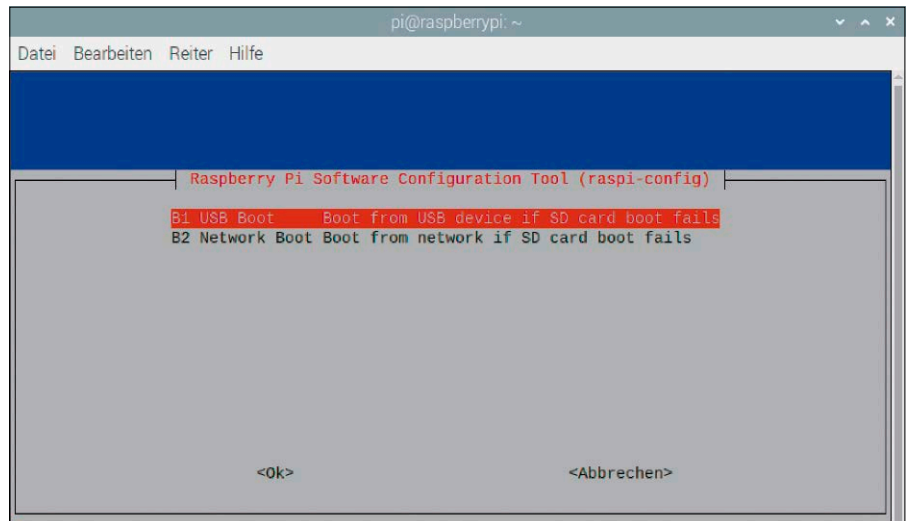 pi@raspberrypi: ~
Datei Bearbeiten Reiter Hilfe
Raspberry Pi Software Configuration Tool (raspi-config)
B1 USB Boot Boot from USB device if SD card boot fails
B2 Network Boot Boot from network if SD card boot fails
<Ok> <Abbrechen>